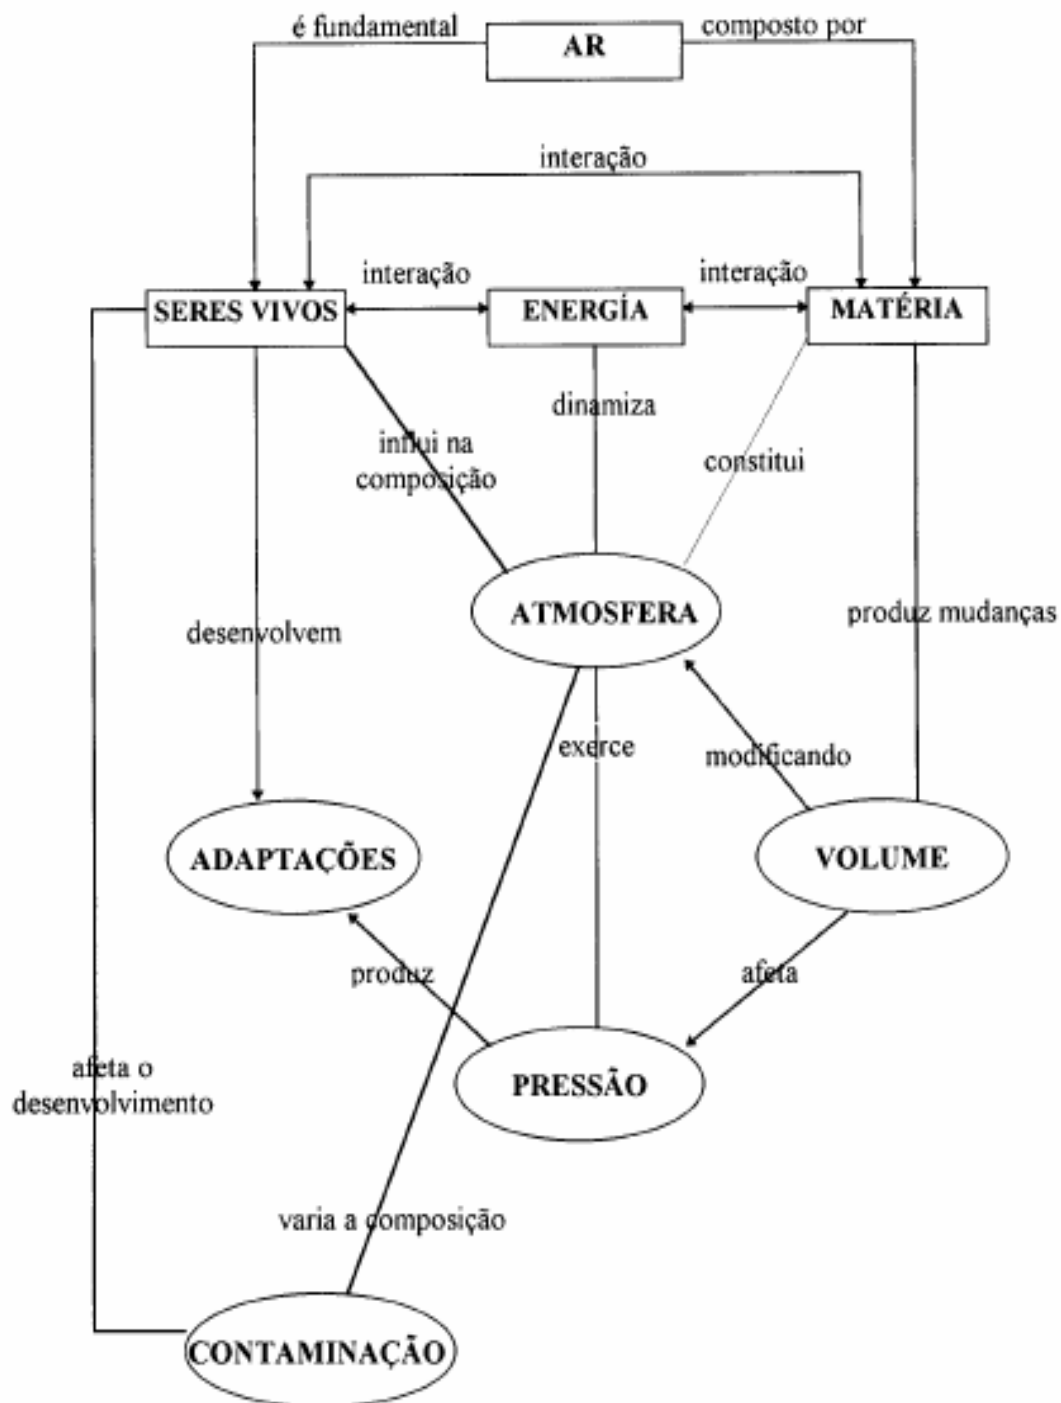 é fundamental
AR
composto por
interação
interação
interação
SERES VIVOS
ENERGÍA
MATÉRIA
dinamiza
influi na
composição
constitui
ATMOSFERA
desenvolvem
produz mudanças
exerce
modificando
ADAPTAÇÕES
VOLUME
produz
afeta
afeta o
desenvolvimento
PRESSÃO
varia a composição
CONTAMINAÇÃO